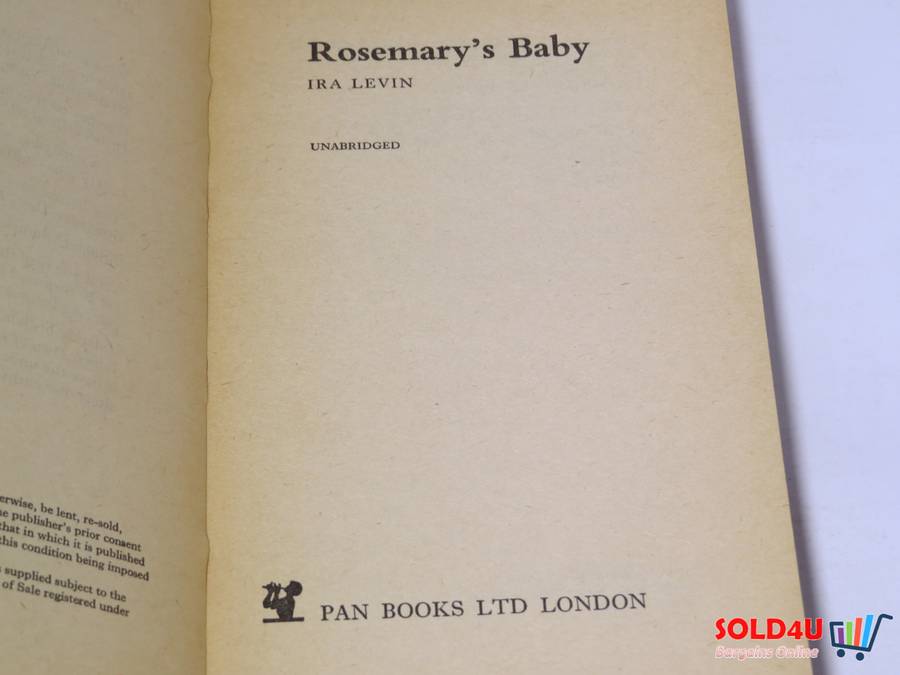 erwise, be lent, re-sold,
publisher's prior consent
that in which it is published
this condition being imposed
supplied subject to the
of Sale registered under
Rosemary's Baby
IRA LEVIN
UNABRIDGED
PAN BOOKS LTD LONDON
SOLD4U
Bargains Online